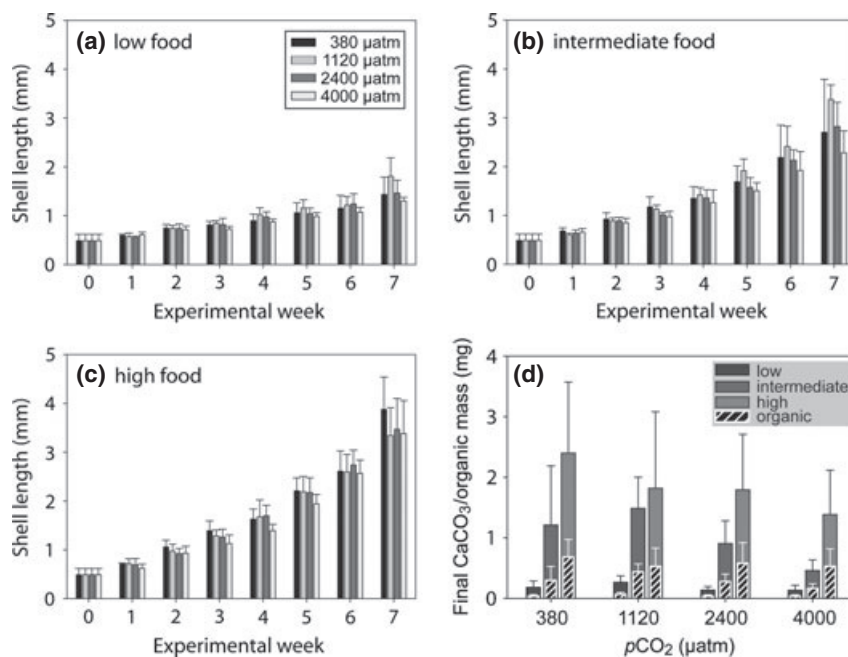 (a) low food
380 µatm
1120 µatm
2400 µatm
4000 µatm
Shell length (mm)
5
4
3
2
1
0
0 1 2 3 4 5 6 7
Experimental week
(b) intermediate food
Shell length (mm)
5
4
3
2
1
0
0 1 2 3 4 5 6 7
Experimental week
(c) high food
Shell length (mm)
5
4
3
2
1
0
0 1 2 3 4 5 6 7
Experimental week
(d)
low
intermediate
high
organic
Final CaCO₃/organic mass (mg)
4
3
2
1
0
380 1120 2400 4000
pCO₂ (µatm)